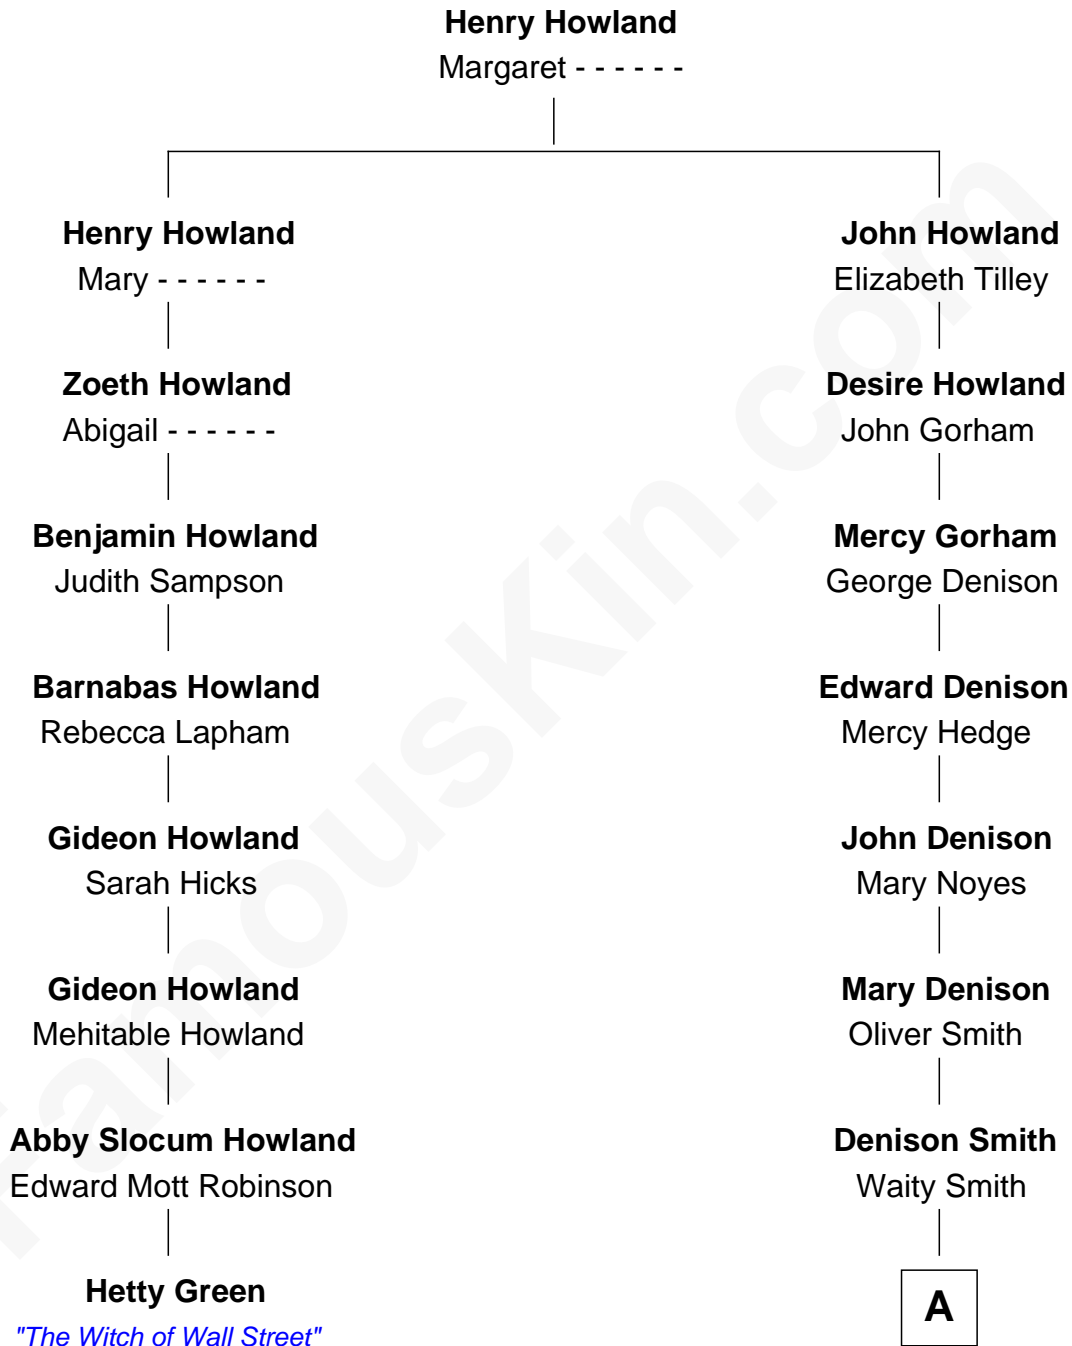 Henry Howland
Margaret - - - - - -
Henry Howland
Mary - - - - - -
John Howland
Elizabeth Tilley
Zoeth Howland
Abigail - - - - - -
Desire Howland
John Gorham
Benjamin Howland
Judith Sampson
Mercy Gorham
George Denison
Barnabas Howland
Rebecca Lapham
Edward Denison
Mercy Hedge
Gideon Howland
Sarah Hicks
John Denison
Mary Noyes
Gideon Howland
Mehitable Howland
Mary Denison
Oliver Smith
Abby Slocum Howland
Edward Mott Robinson
Denison Smith
Waity Smith
Hetty Green
"The Witch of Wall Street"
A
FamousKin.com